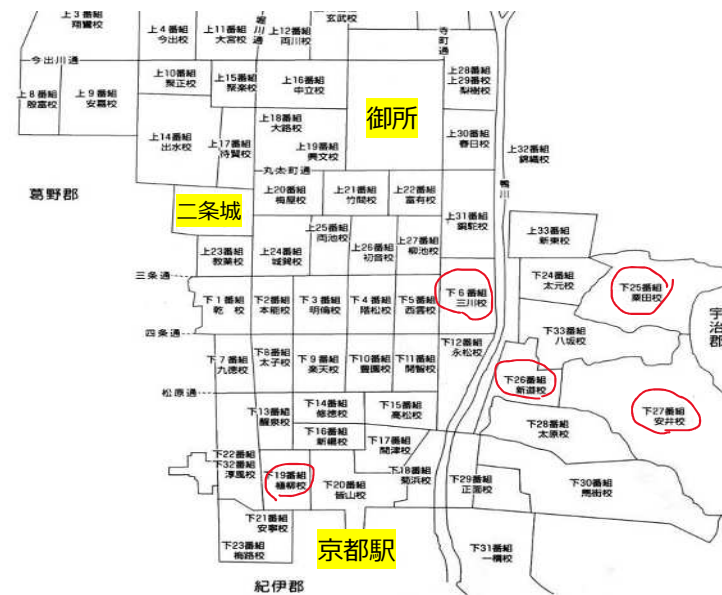 上3番組
翔鸞校
上4番組
今出校
上11番組
大宮校
堀川通
上12番組
両川校
玄武校
寺町通
今出川通
上8番組
殷富校
上9番組
安嘉校
上10番組
聚正校
上15番組
聚楽校
上16番組
中立校
御所
上28番組
上29番組
梨樹校
上14番組
出水校
上17番組
待賢校
上18番組
大路校
上19番組
興文校
上30番組
春日校
上32番組
錦織校
丸太町通
鴨川
葛野郡
二条城
上20番組
梅屋校
上21番組
竹間校
上22番組
富有校
上31番組
銅駝校
上23番組
教業校
上24番組
城巽校
上25番組
両池校
上26番組
初音校
上27番組
柳池校
上33番組
新東校
三条通
下1番組
乾校
下2番組
本能校
下3番組
明倫校
下4番組
下5番組
下6番組
三川校
下24番組
太元校
下25番組
粟田校
宇治郡
四条通
下7番組
九徳校
下8番組
太子校
下9番組
楽天校
下10番組
豊園校
下11番組
開智校
下12番組
永松校
下33番組
八坂校
松原通
下26番組
新道校
下27番組
安井校
下13番組
醒泉校
下14番組
修徳校
下15番組
高松校
下16番組
下17番組
開津校
下28番組
太原校
下22番組
下32番組
淳風校
下19番組
植柳校
下20番組
皆山校
下18番組
菊浜校
下29番組
正面校
下30番組
馬街校
下21番組
安寧校
京都駅
下23番組
梅路校
下31番組
一橋校
紀伊郡